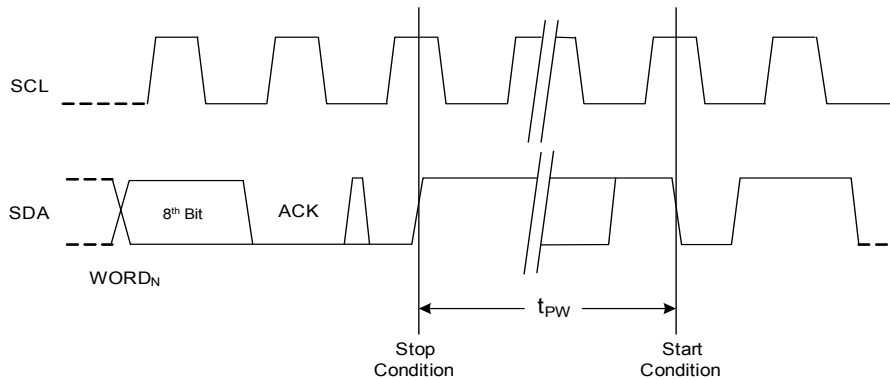 SCL
SDA
8th Bit
ACK
WORDN
tPW
Stop
Condition
Start
Condition